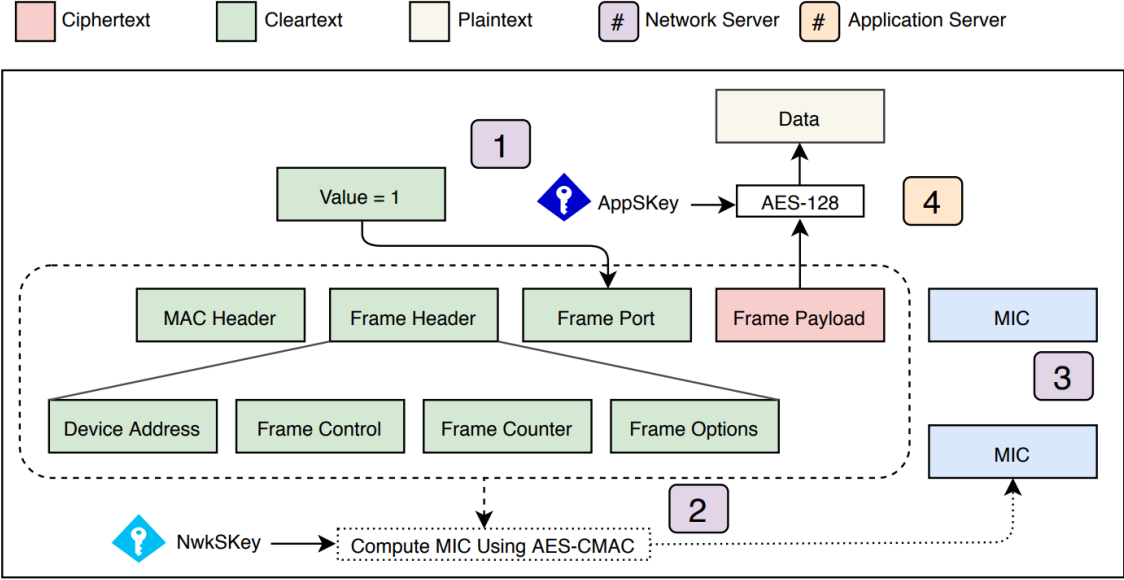 Ciphertext
Cleartext
Plaintext
# Network Server
# Application Server
Data
1
Value = 1
AppSKey
AES-128
4
MAC Header
Frame Header
Frame Port
Frame Payload
MIC
3
Device Address
Frame Control
Frame Counter
Frame Options
MIC
2
NwkSKey
Compute MIC Using AES-CMAC